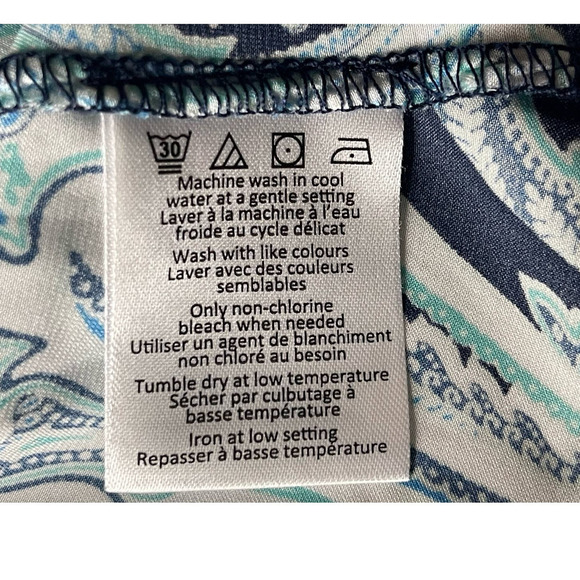 30
Machine wash in cool
water at a gentle setting
Laver à la machine à l'eau
froide au cycle délicat
Wash with like colours
Laver avec des couleurs
semblables
Only non-chlorine
bleach when needed
Utiliser un agent de blanchiment
non chloré au besoin
Tumble dry at low temperature
Sécher par culbutage à
basse température
Iron at low setting
Repasser à basse température